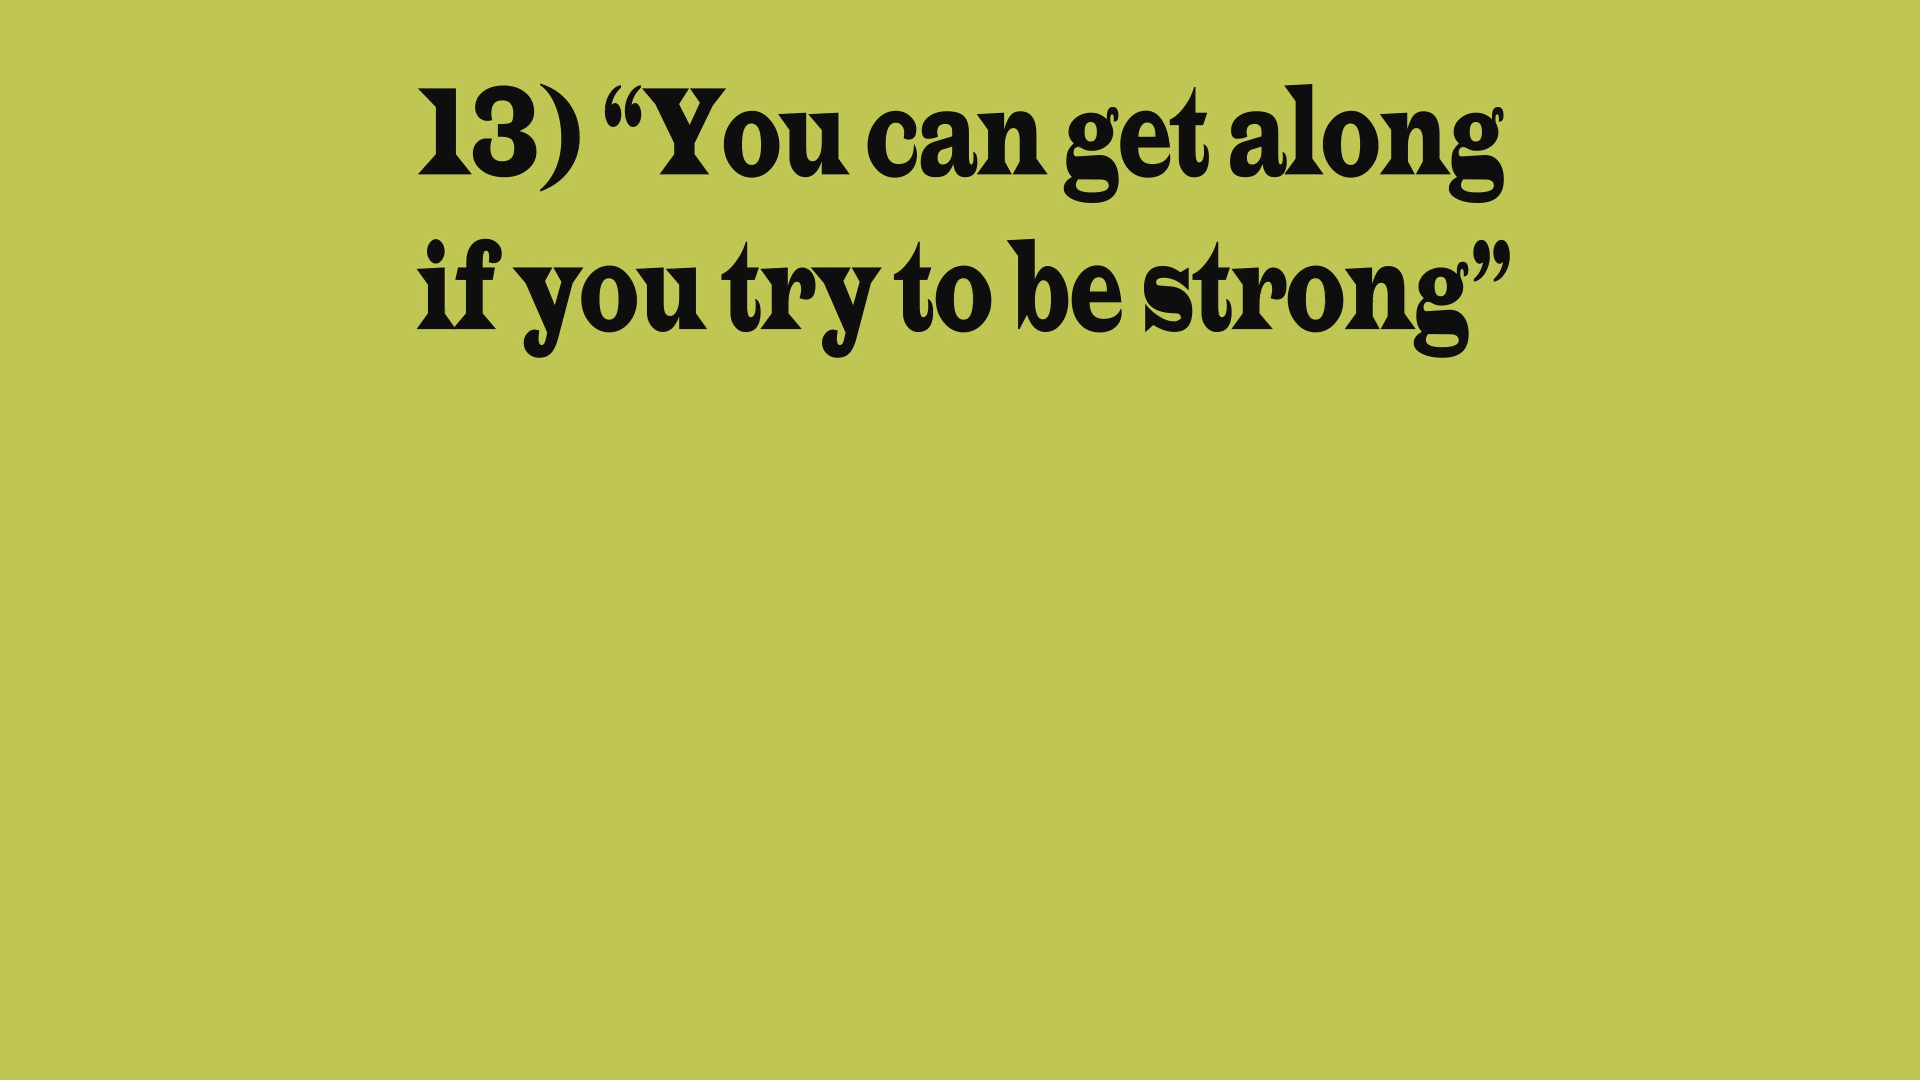 13) “You can get along
if you try to be strong”